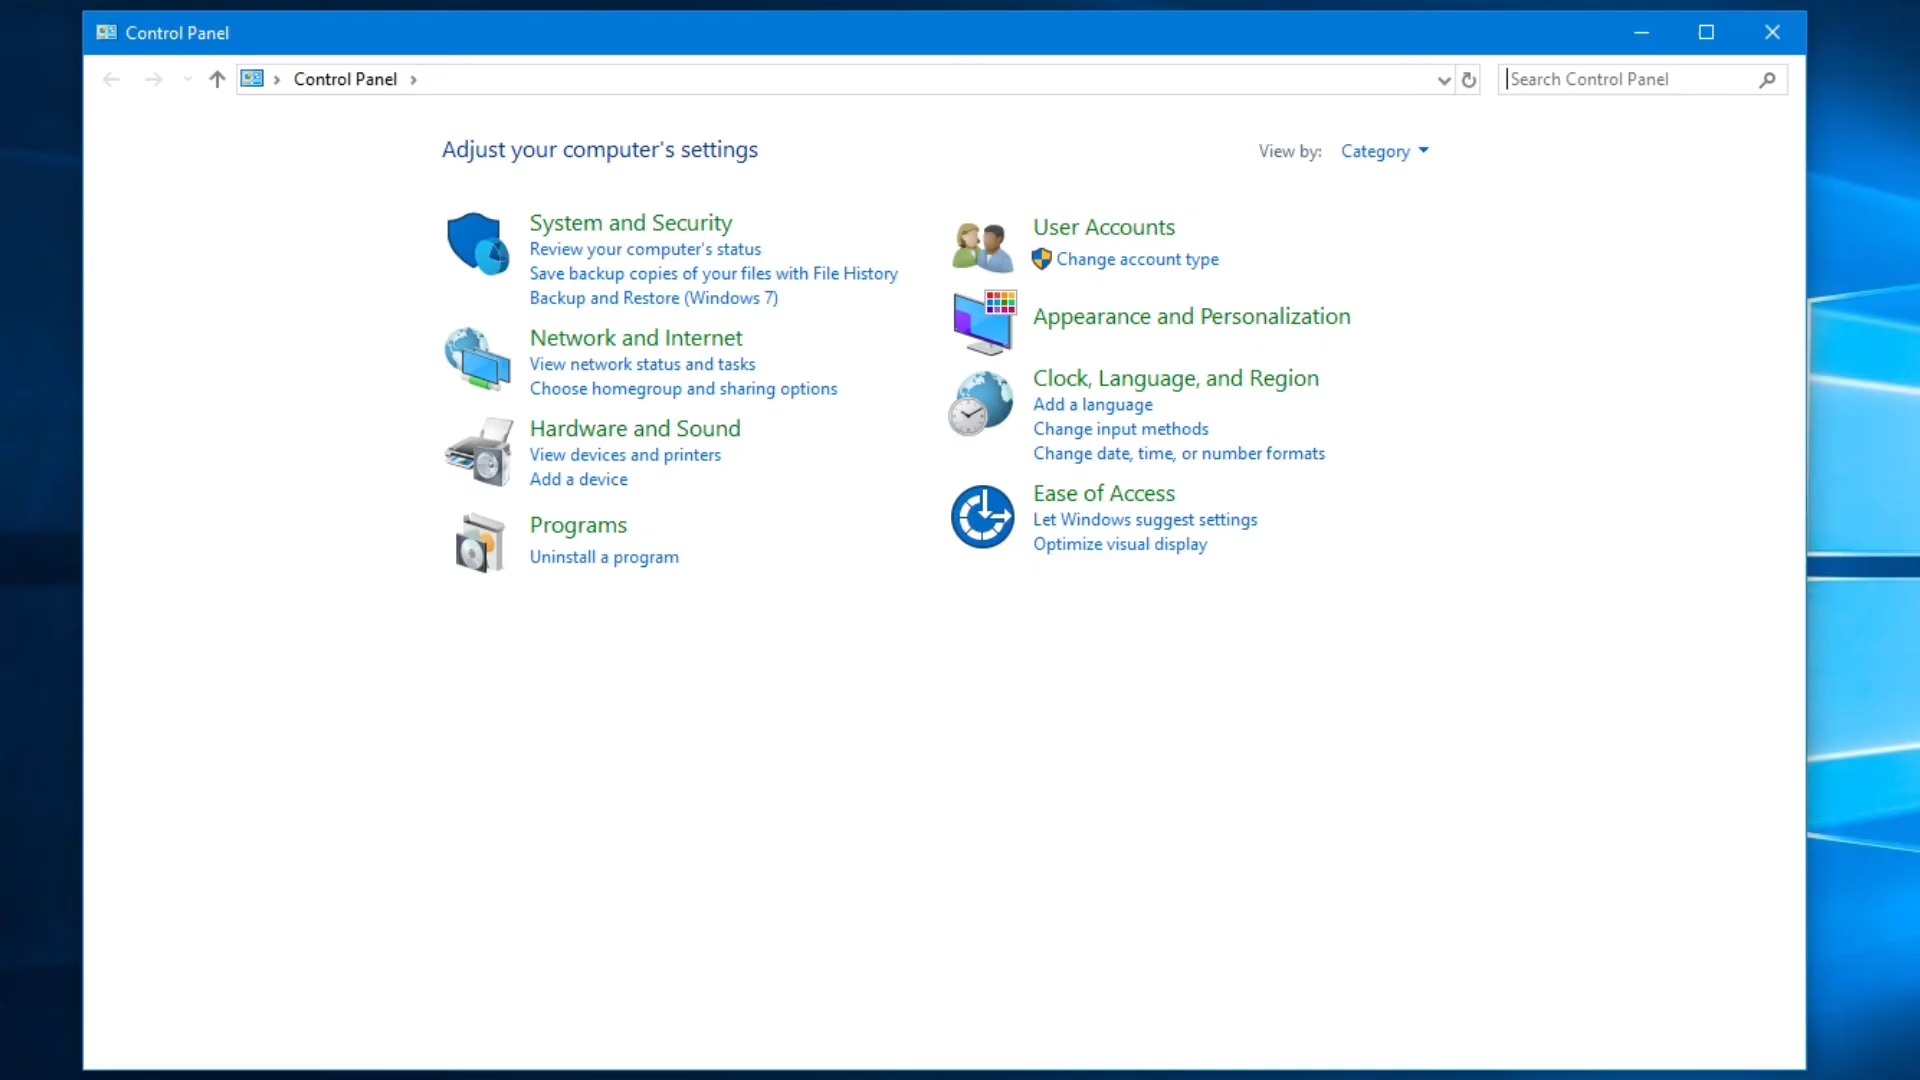 Control Panel
Control Panel
Search Control Panel
Adjust your computer's settings
View by: Category
System and Security
Review your computer's status
Save backup copies of your files with File History
Backup and Restore (Windows 7)
Network and Internet
View network status and tasks
Choose homegroup and sharing options
Hardware and Sound
View devices and printers
Add a device
Programs
Uninstall a program
User Accounts
Change account type
Appearance and Personalization
Clock, Language, and Region
Add a language
Change input methods
Change date, time, or number formats
Ease of Access
Let Windows suggest settings
Optimize visual display